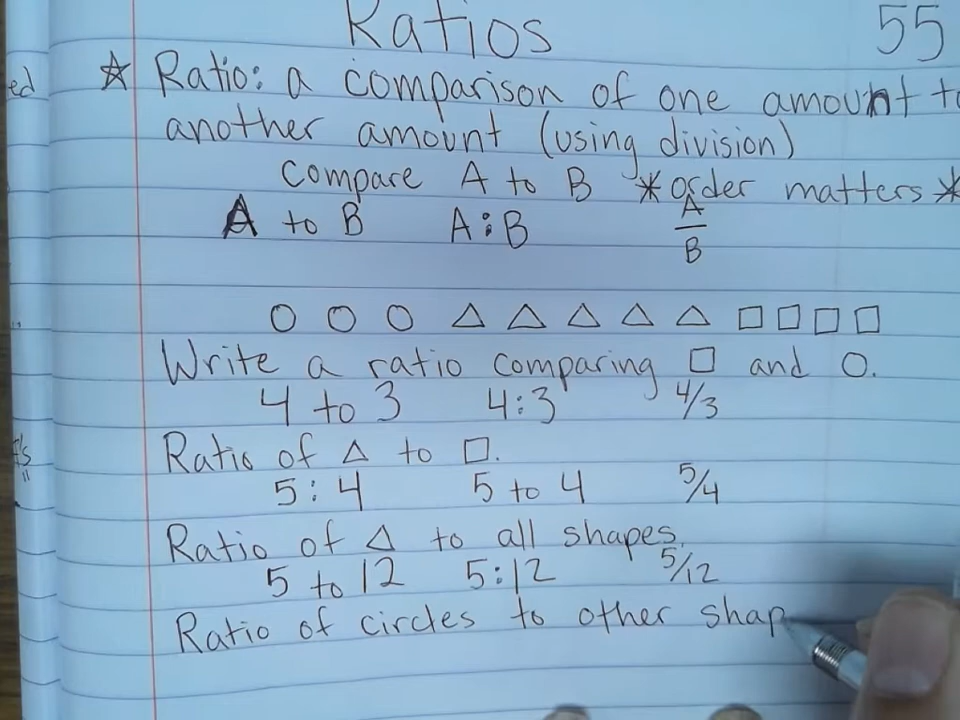 Ratios 55
☆ Ratio: a comparison of one amount to
another amount (using division)
compare A to B *order matters*
A to B A:B A/B
○ ○ ○ △ △ △ △ △ □ □ □ □
Write a ratio comparing □ and ○.
4 to 3 4:3 4/3
Ratio of △ to □.
5:4 5 to 4 5/4
Ratio of △ to all shapes.
5 to 12 5:12 5/12
Ratio of circles to other shap
ed